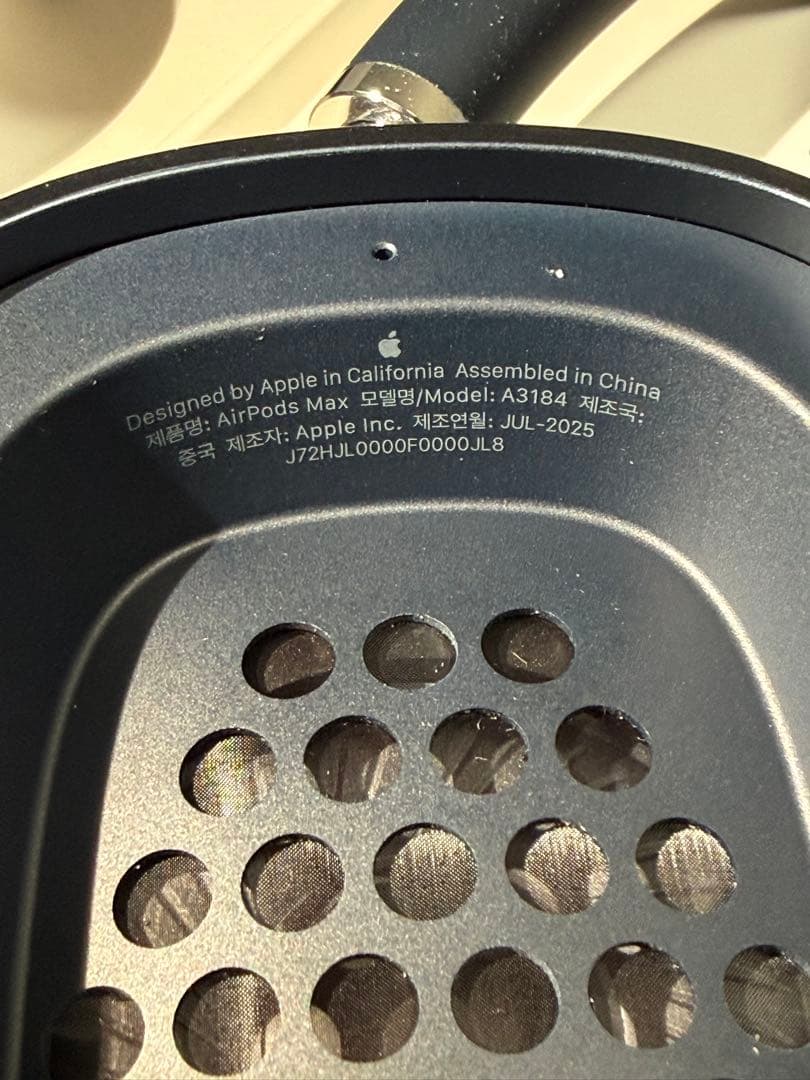 Designed by Apple in California Assembled in China
제품명: AirPods Max 모델명/Model: A3184 제조국:
중국 제조자: Apple Inc. 제조연월: JUL-2025
J72HJL0000F0000JL8